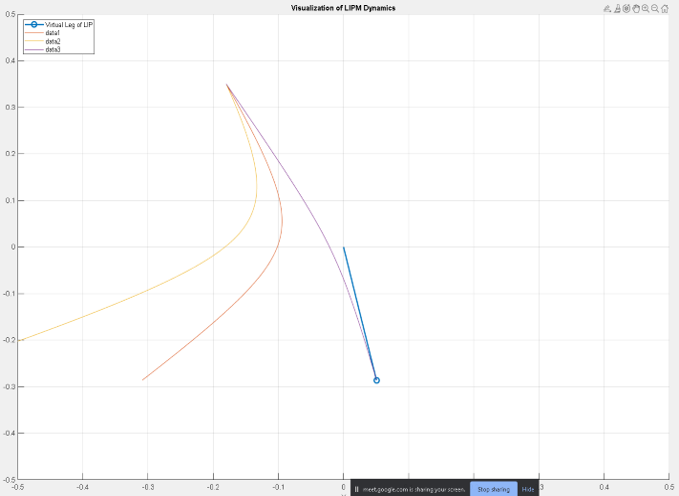 Visualization of LIPM Dynamics
0.5
Virtual Leg of LIP
data1
data2
data3
0.4
0.3
0.2
0.1
0
-0.1
-0.2
-0.3
-0.4
-0.5
-0.5 -0.4 -0.3 -0.2 -0.1 0 0.3 0.4 0.5
meet.google.com is sharing your screen. Stop sharing Hide